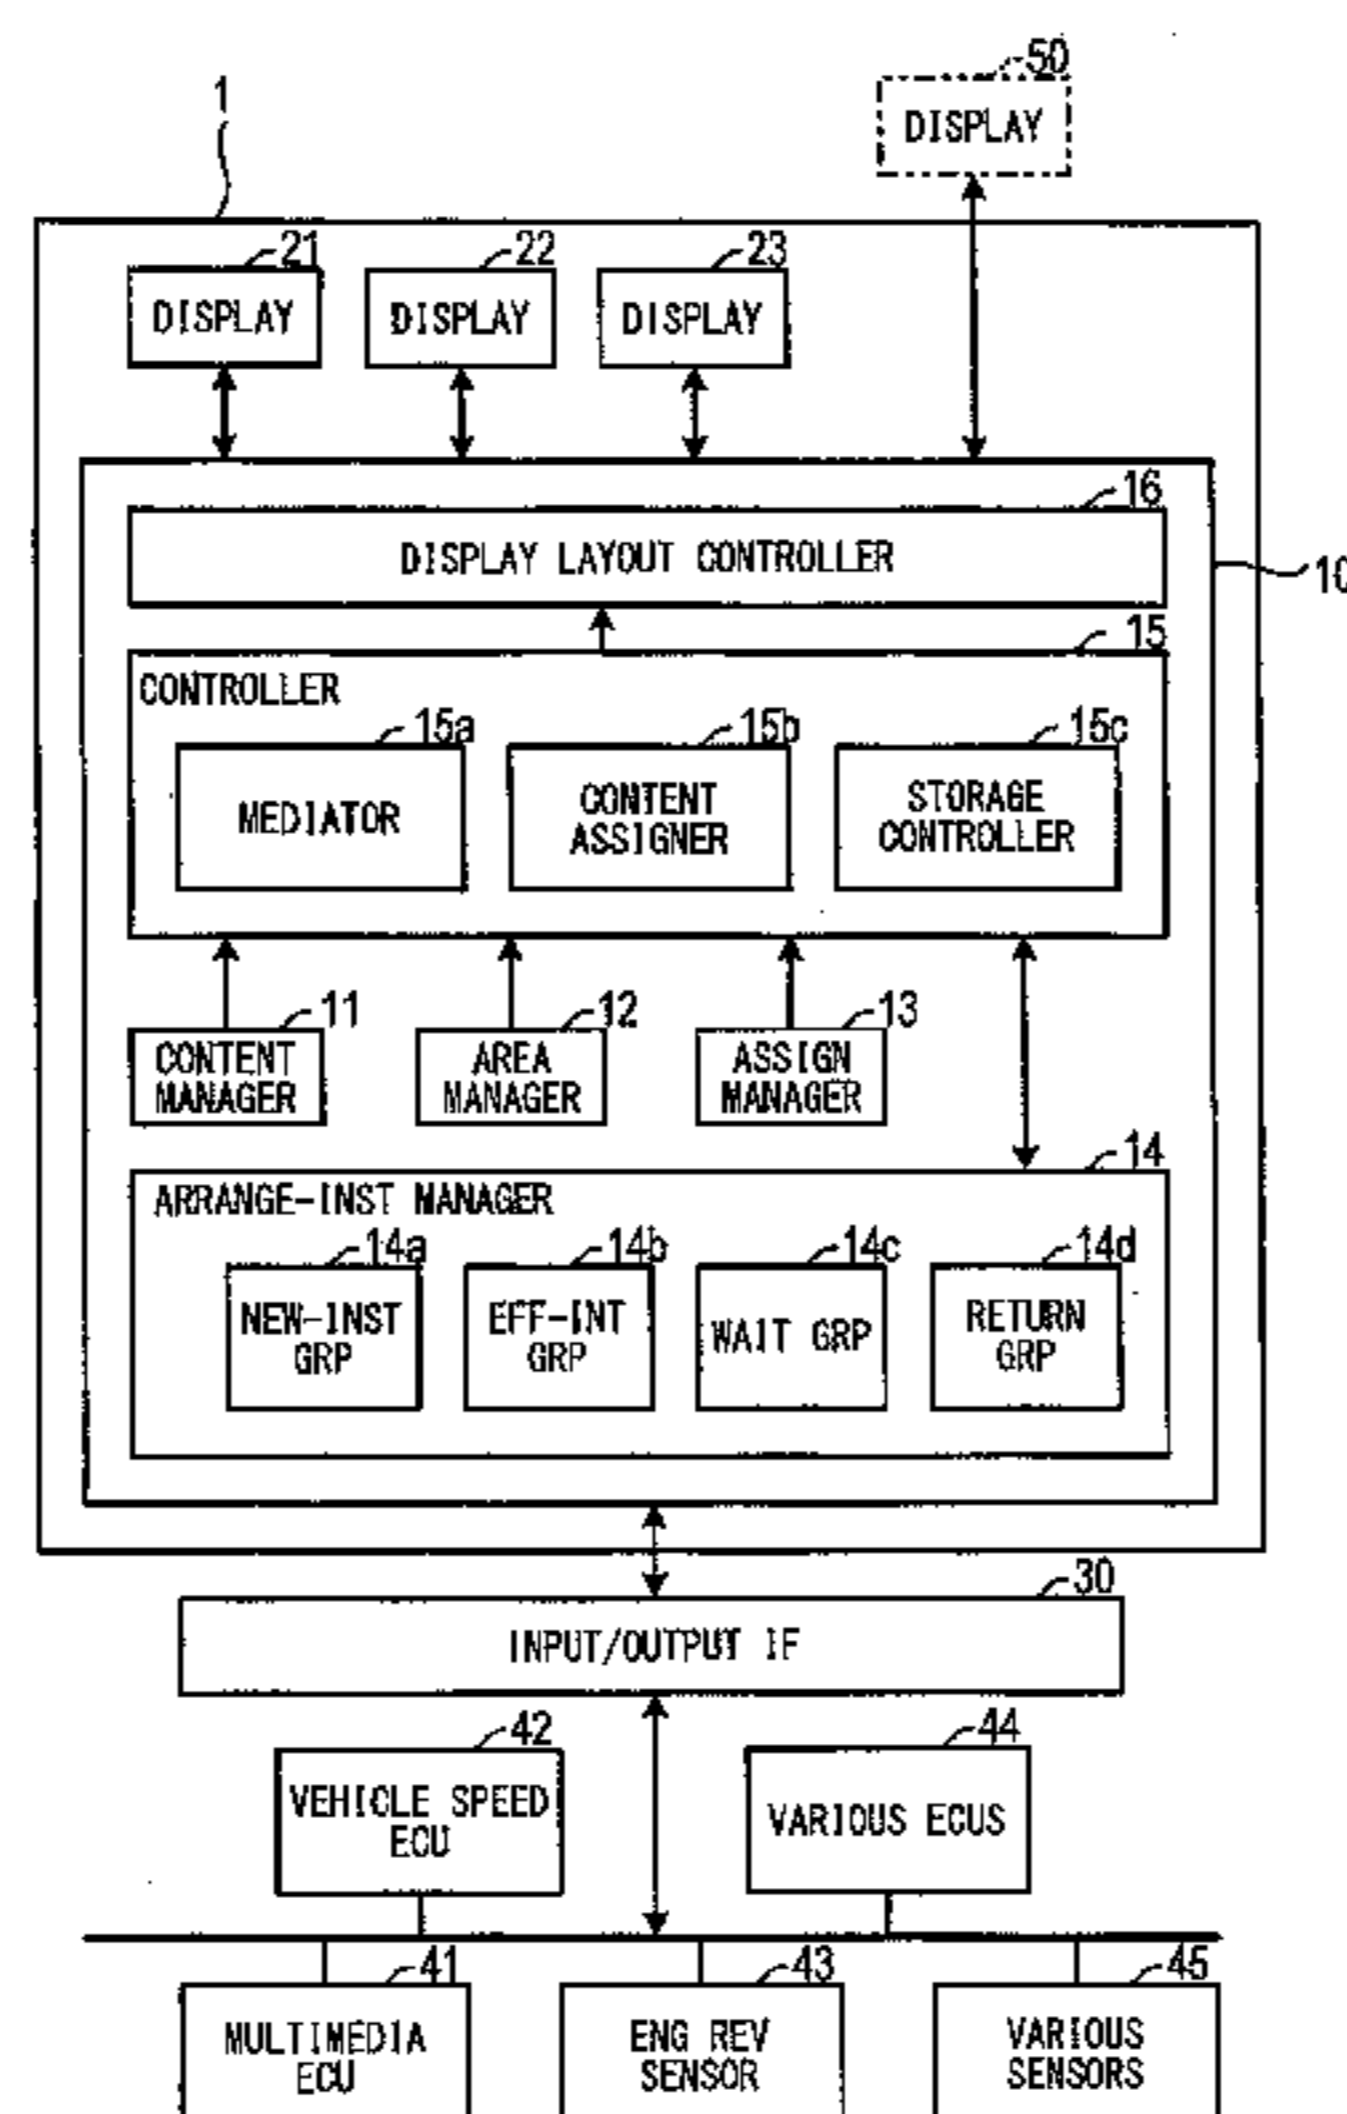 50
DISPLAY
1
21
22
23
DISPLAY
DISPLAY
DISPLAY
16
DISPLAY LAYOUT CONTROLLER
10
15
CONTROLLER
15a
15b
15c
MEDIATOR
CONTENT
ASSIGNER
STORAGE
CONTROLLER
11
12
13
CONTENT
MANAGER
AREA
MANAGER
ASSIGN
MANAGER
14
ARRANGE-INST MANAGER
14a
14b
14c
14d
NEW-INST
GRP
EFF-INT
GRP
WAIT GRP
RETURN
GRP
30
INPUT/OUTPUT IF
42
44
VEHICLE SPEED
ECU
VARIOUS ECUS
41
43
45
MULTIMEDIA
ECU
ENG REV
SENSOR
VARIOUS
SENSORS